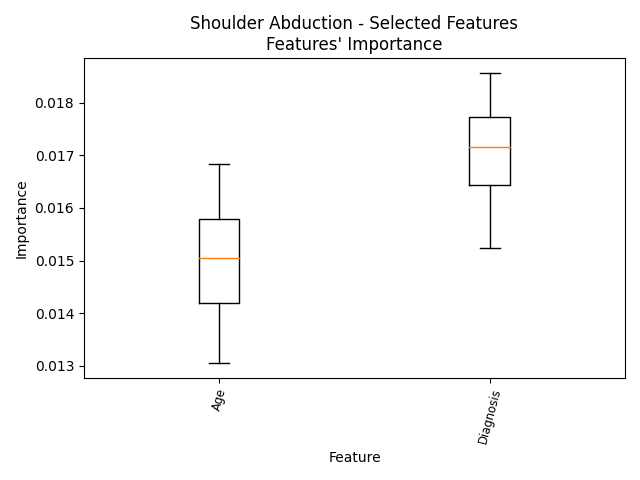 Shoulder Abduction - Selected Features
Features' Importance
0.018
0.017
0.016
0.015
0.014
0.013
Importance
Age
Diagnosis
Feature